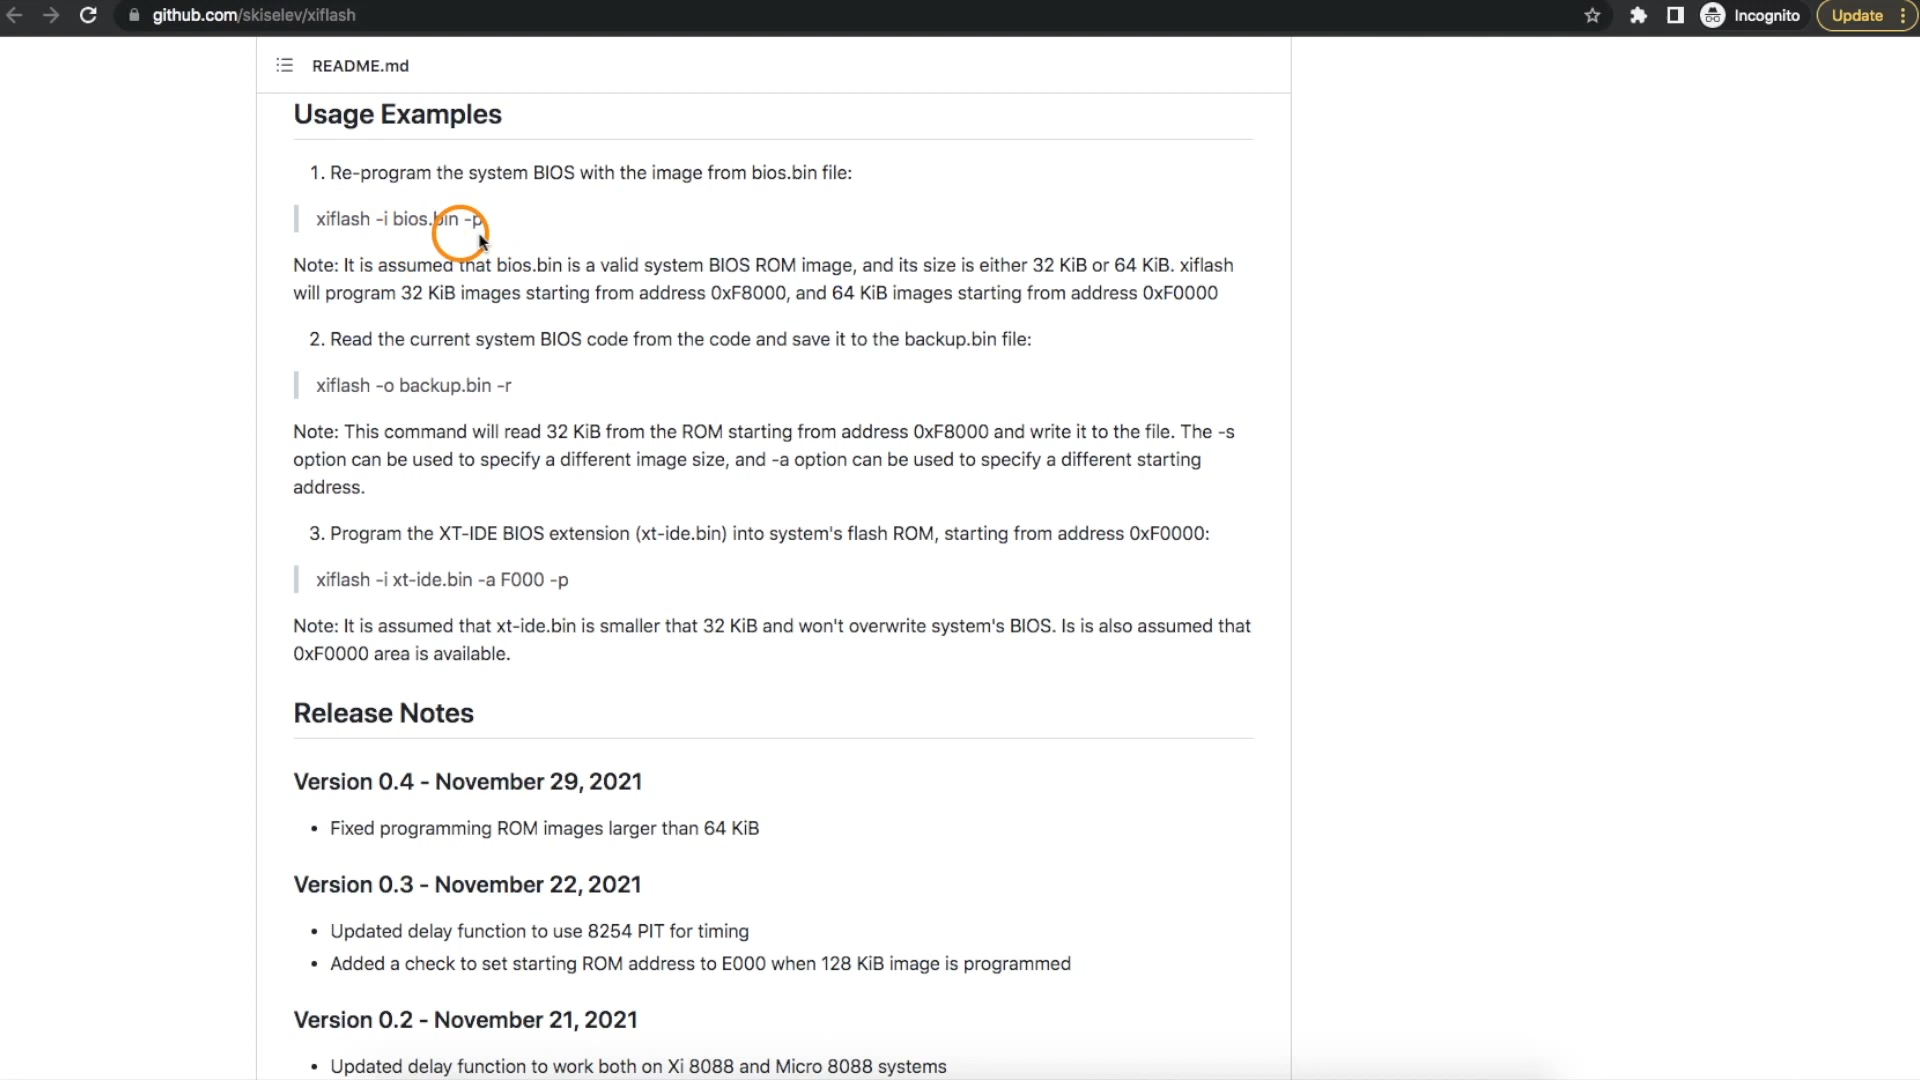 github.com/skiselev/xiflash
Incognito
Update
README.md
Usage Examples
1. Re-program the system BIOS with the image from bios.bin file:
xiflash -i bios.bin -p
Note: It is assumed that bios.bin is a valid system BIOS ROM image, and its size is either 32 KiB or 64 KiB. xiflash
will program 32 KiB images starting from address 0xF8000, and 64 KiB images starting from address 0xF0000
2. Read the current system BIOS code from the code and save it to the backup.bin file:
xiflash -o backup.bin -r
Note: This command will read 32 KiB from the ROM starting from address 0xF8000 and write it to the file. The -s
option can be used to specify a different image size, and -a option can be used to specify a different starting
address.
3. Program the XT-IDE BIOS extension (xt-ide.bin) into system's flash ROM, starting from address 0xF0000:
xiflash -i xt-ide.bin -a F000 -p
Note: It is assumed that xt-ide.bin is smaller that 32 KiB and won't overwrite system's BIOS. Is is also assumed that
0xF0000 area is available.
Release Notes
Version 0.4 - November 29, 2021
• Fixed programming ROM images larger than 64 KiB
Version 0.3 - November 22, 2021
• Updated delay function to use 8254 PIT for timing
• Added a check to set starting ROM address to E000 when 128 KiB image is programmed
Version 0.2 - November 21, 2021
• Updated delay function to work both on Xi 8088 and Micro 8088 systems